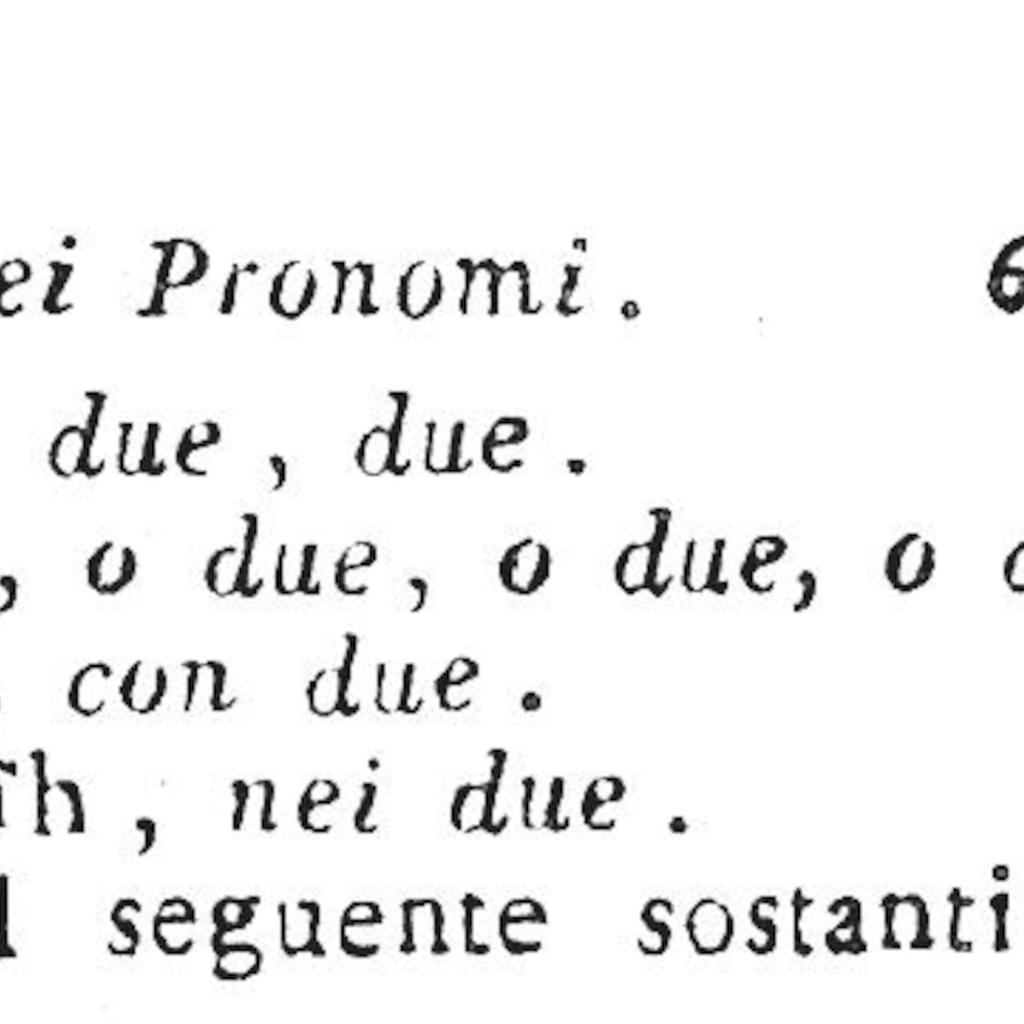 ei Pronomi. 6
due, due.
, o due, o due, o
con due.
h, nei due.
seguente sostanti